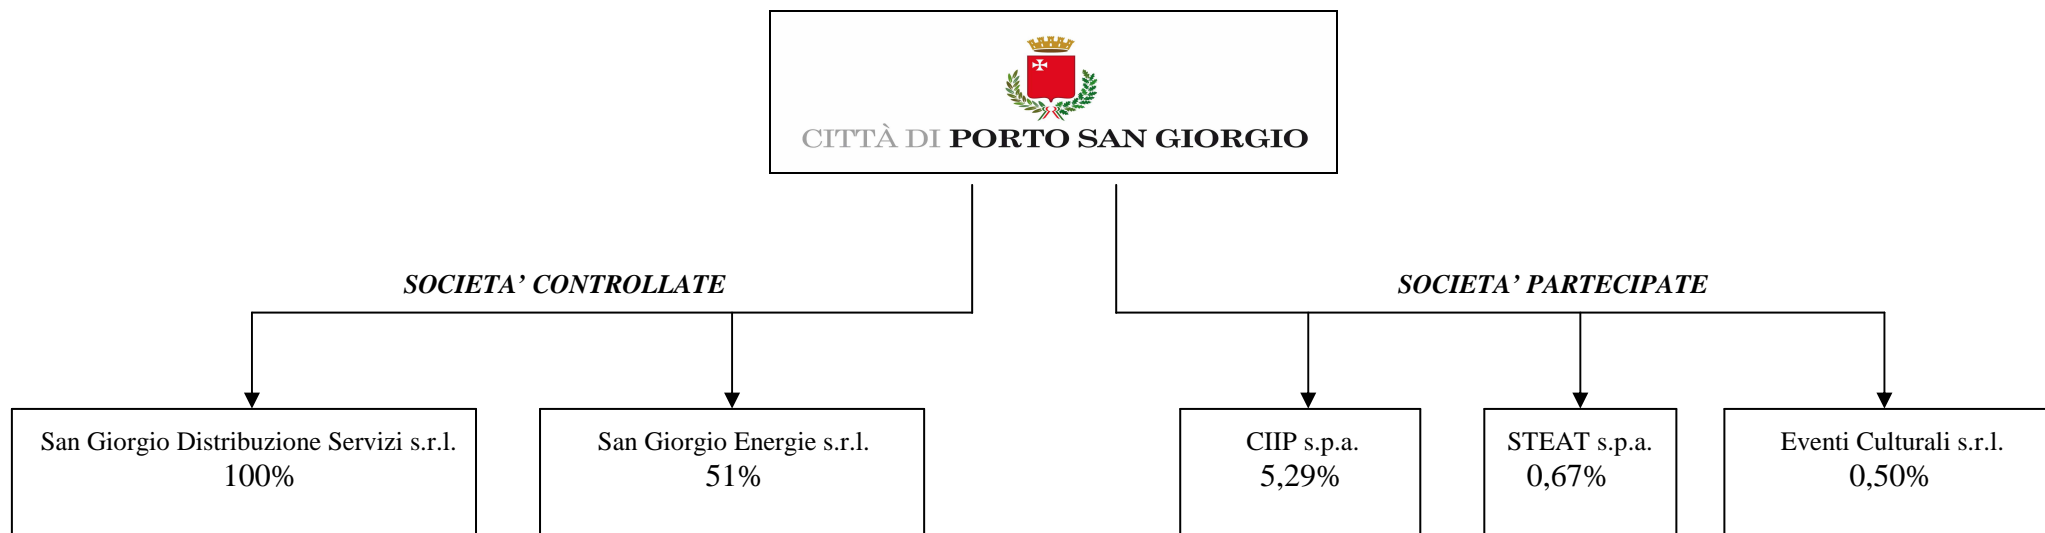 CITTÀ DI PORTO SAN GIORGIO
SOCIETA’ CONTROLLATE
SOCIETA’ PARTECIPATE
San Giorgio Distribuzione Servizi s.r.l.
100%
San Giorgio Energie s.r.l.
51%
CIIP s.p.a.
5,29%
STEAT s.p.a.
0,67%
Eventi Culturali s.r.l.
0,50%